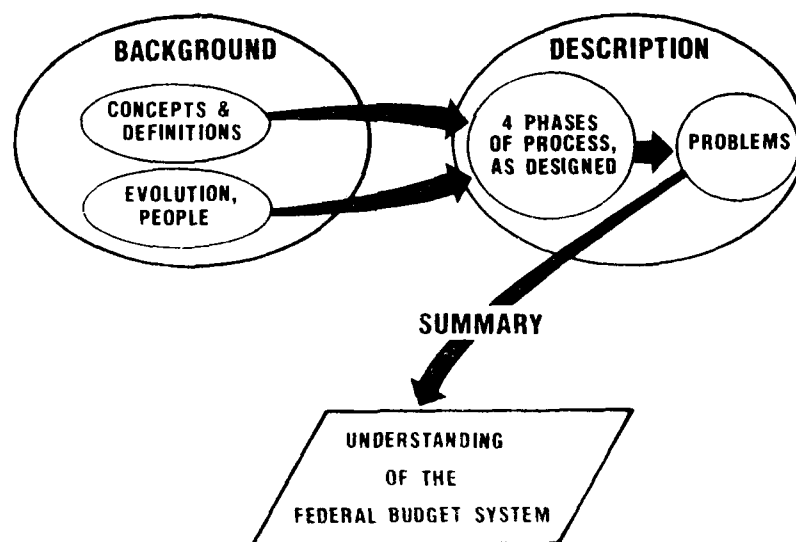 BACKGROUND
CONCEPTS &
DEFINITIONS
EVOLUTION,
PEOPLE
DESCRIPTION
4 PHASES
OF PROCESS,
AS DESIGNED
PROBLEMS
SUMMARY
UNDERSTANDING
OF THE
FEDERAL BUDGET SYSTEM